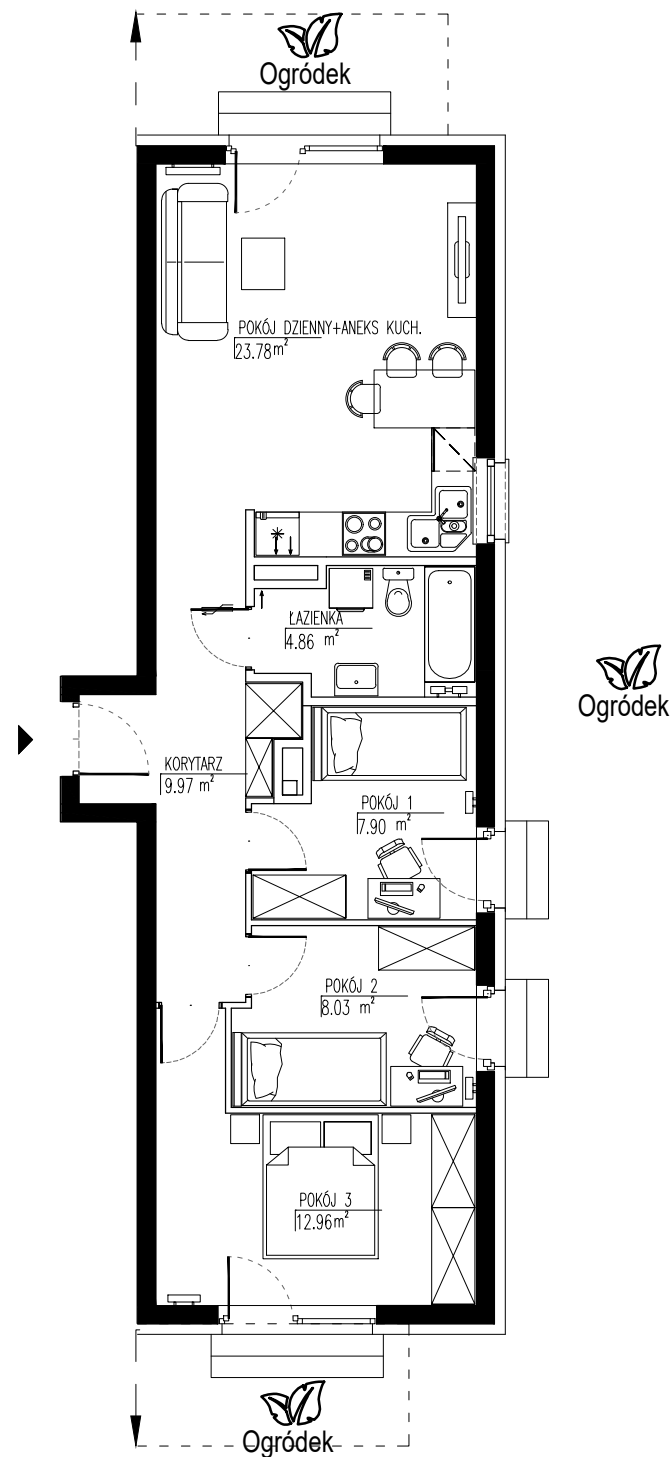 Ogródek
POKÓJ DZIENNY+ANEKS KUCH.
23.78m²
ŁAZIENKA
4.86 m²
Ogródek
KORYTARZ
9.97 m²
POKÓJ 1
7.90 m²
POKÓJ 2
8.03 m²
POKÓJ 3
12.96m²
Ogródek